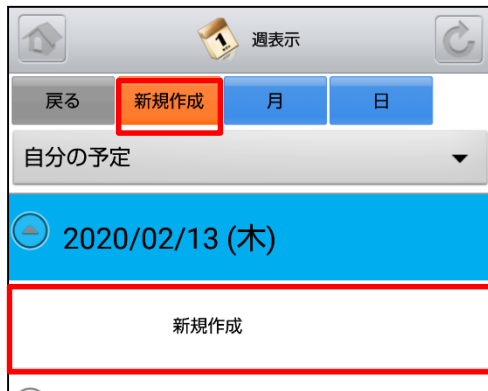 1 週表示
戻る 新規作成 月 日
自分の予定
2020/02/13 (木)
新規作成